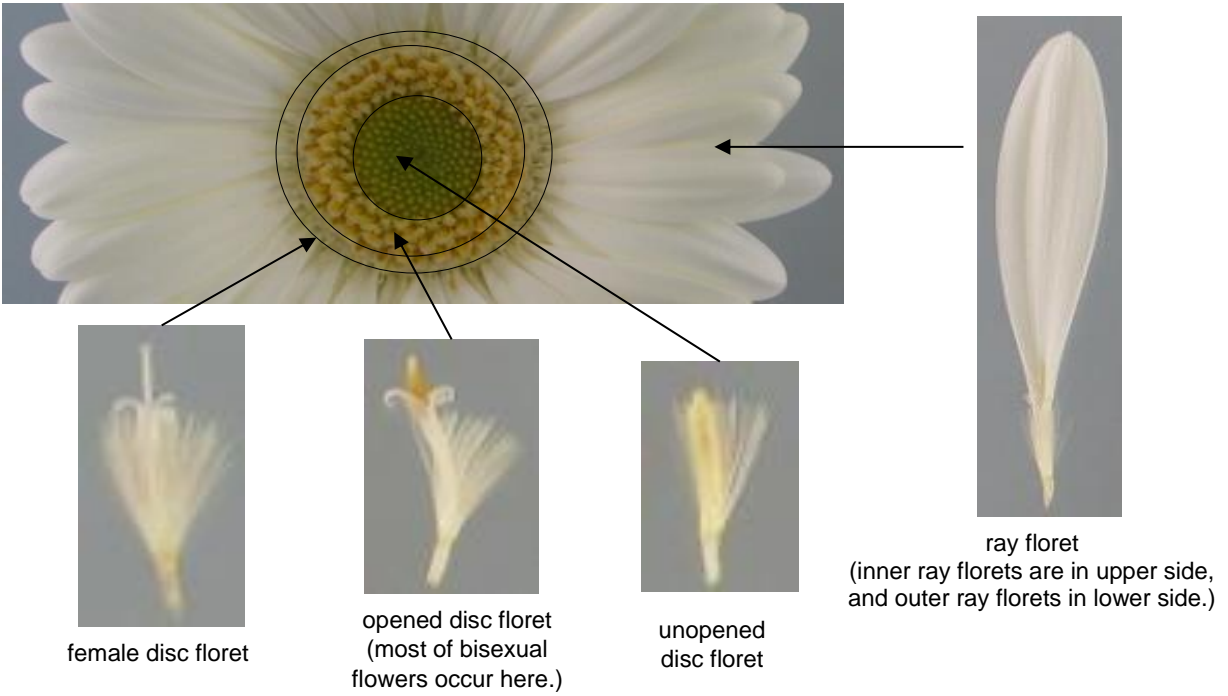 ray floret
(inner ray florets are in upper side,
and outer ray florets in lower side.)
female disc floret
opened disc floret
(most of bisexual
flowers occur here.)
unopened
disc floret